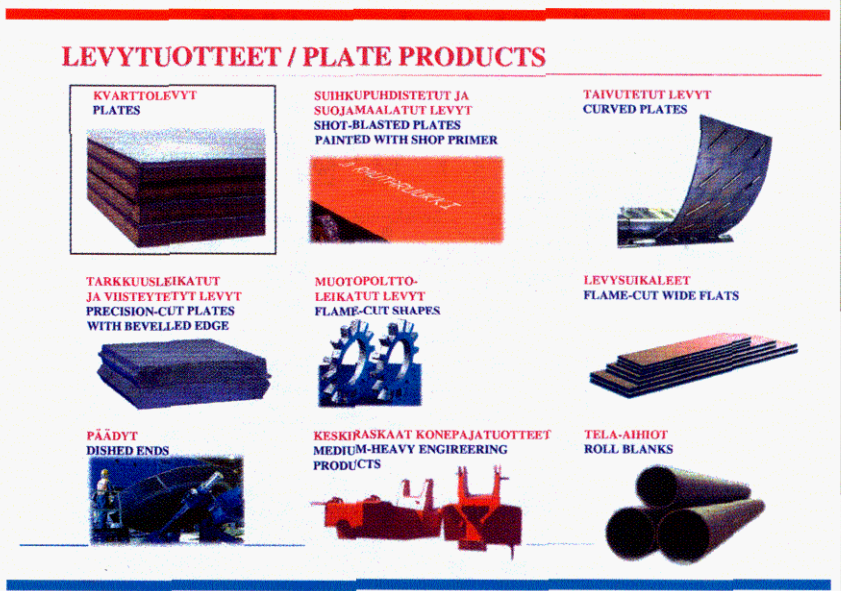 LEVYTUOTTEET / PLATE PRODUCTS
KVARTTOLEVYT
PLATES
SUIHKUPUHDISTETUT JA
SUOJAMAALATUT LEVYT
SHOT-BLASTED PLATES
PAINTED WITH SHOP PRIMER
RAUTARUUKKI
TAIVUTETUT LEVYT
CURVED PLATES
TARKKUUSLEIKATUT
JA VIISTEYTETYT LEVYT
PRECISION-CUT PLATES
WITH BEVELLED EDGE
MUOTOPOLTTO-
LEIKATUT LEVYT
FLAME-CUT SHAPES
LEVYSUIKALEET
FLAME-CUT WIDE FLATS
PÄÄDYT
DISHED ENDS
KESKIRASKAAT KONEPAJATUOTTEET
MEDIUM-HEAVY ENGIREERING
PRODUCTS
TELA-AIHIOT
ROLL BLANKS